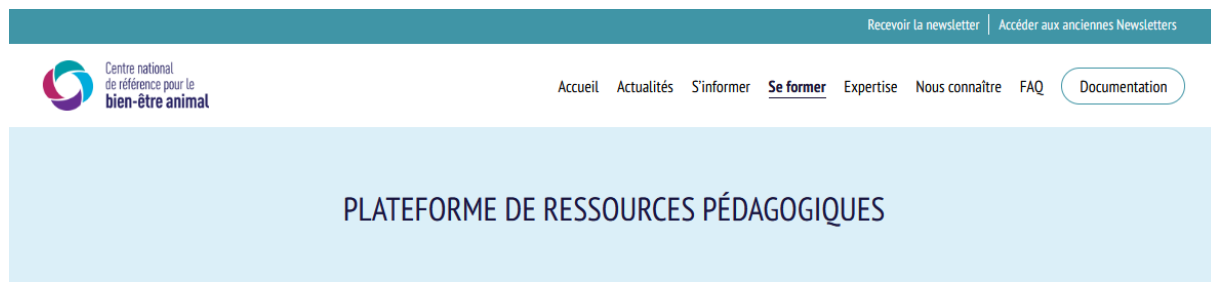 Recevoir la newsletter | Accéder aux anciennes Newsletters
Centre national
de référence pour le
bien-être animal
Accueil Actualités S'informer Se former Expertise Nous connaître FAQ Documentation
PLATEFORME DE RESSOURCES PÉDAGOGIQUES